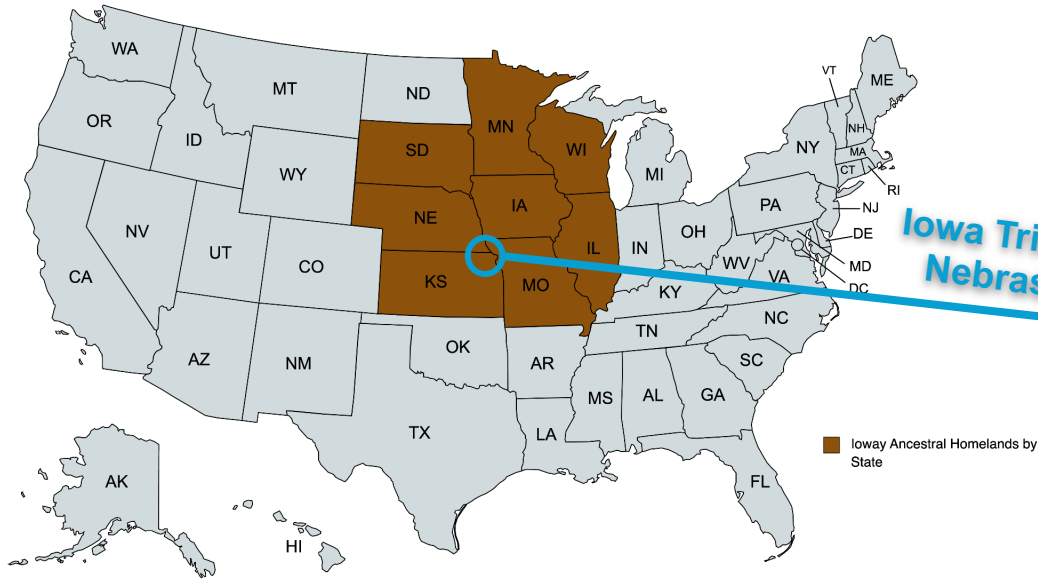 WA
MT
ND
MN
OR
ID
SD
WI
WY
MI
VT
ME
NH
NY
MA
CT
RI
NE
IA
PA
NJ
NV
UT
CO
IL
IN
OH
DE
MD
DC
CA
KS
MO
WV
VA
KY
AZ
NM
OK
AR
TN
NC
SC
TX
LA
MS
AL
GA
FL
AK
HI
Iowa Tri
Nebras
Ioway Ancestral Homelands by
State